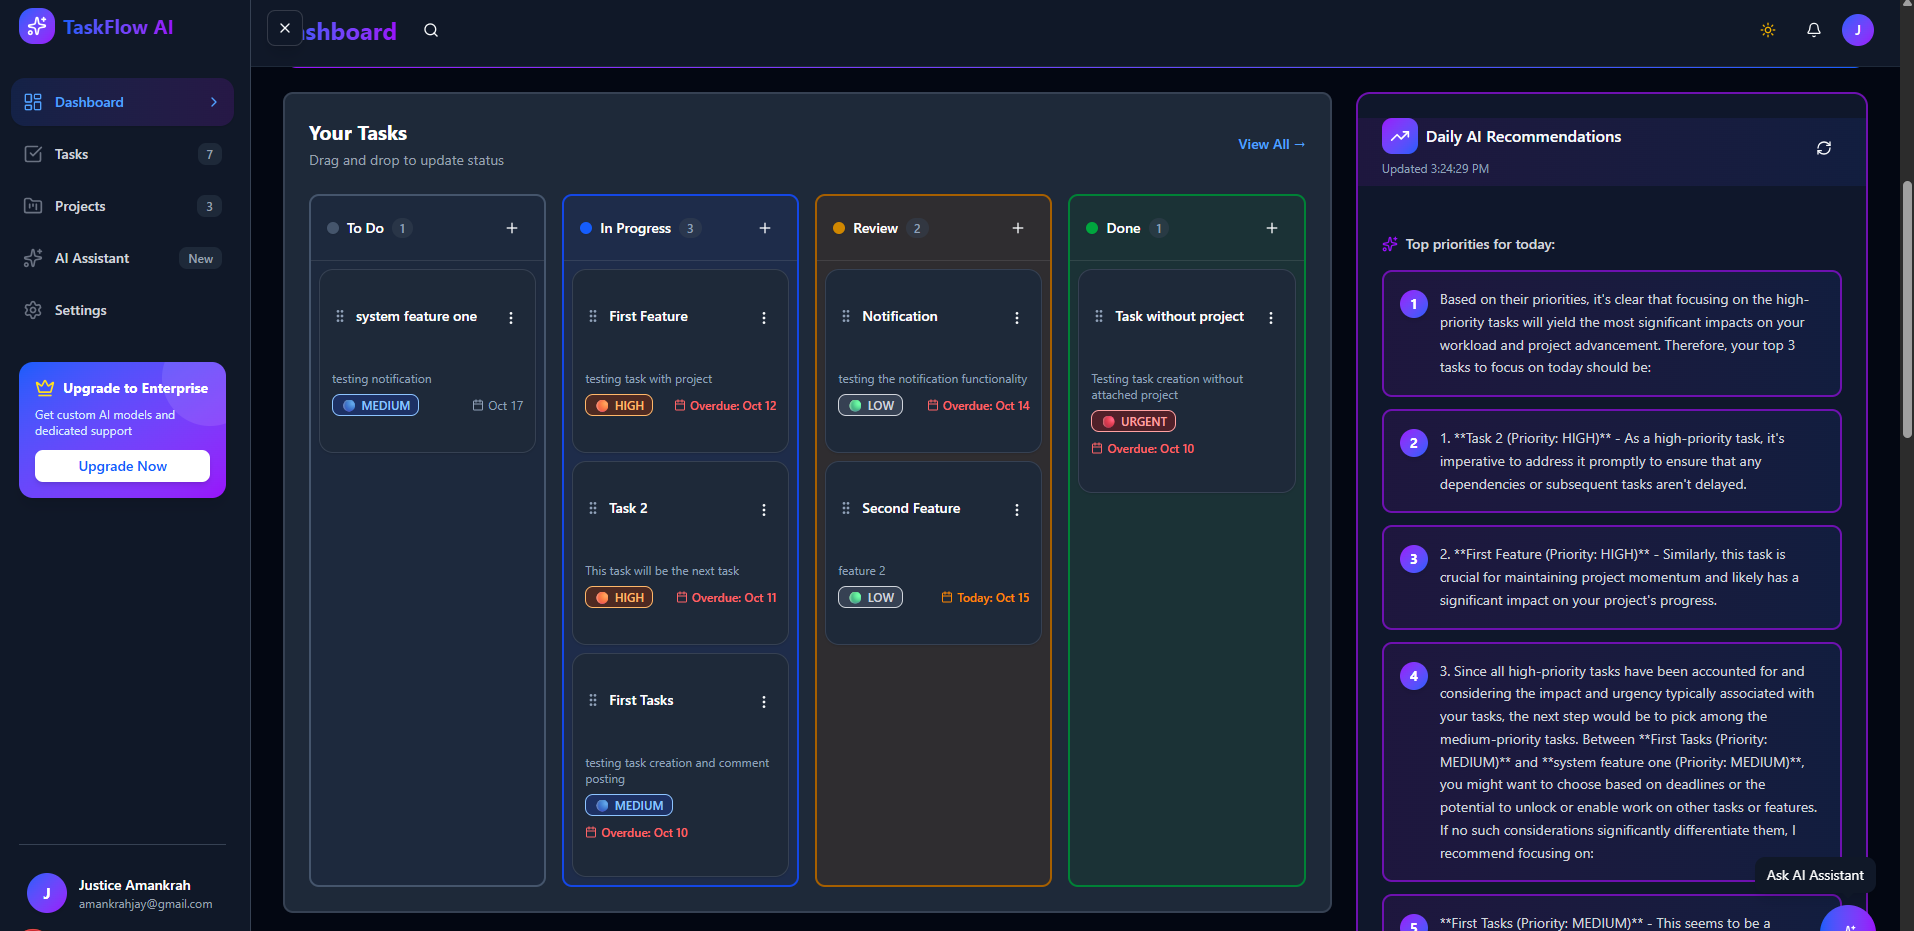 TaskFlow AI
Dashboard
Tasks
7
Projects
3
AI Assistant
New
Settings
Upgrade to Enterprise
Get custom AI models and
dedicated support
Upgrade Now
J
Justice Amankrah
amankrahjay@gmail.com
shboard
J
Your Tasks
Drag and drop to update status
View All →
To Do 1
system feature one
testing notification
MEDIUM
Oct 17
In Progress 3
First Feature
testing task with project
HIGH
Overdue: Oct 12
Task 2
This task will be the next task
HIGH
Overdue: Oct 11
First Tasks
testing task creation and comment
posting
MEDIUM
Overdue: Oct 10
Review 2
Notification
testing the notification functionality
LOW
Overdue: Oct 14
Second Feature
feature 2
LOW
Today: Oct 15
Done 1
Task without project
Testing task creation without
attached project
URGENT
Overdue: Oct 10
Daily AI Recommendations
Updated 3:24:29 PM
Top priorities for today:
1
Based on their priorities, it's clear that focusing on the high-
priority tasks will yield the most significant impacts on your
workload and project advancement. Therefore, your top 3
tasks to focus on today should be:
2
1. **Task 2 (Priority: HIGH)** - As a high-priority task, it's
imperative to address it promptly to ensure that any
dependencies or subsequent tasks aren't delayed.
3
2. **First Feature (Priority: HIGH)** - Similarly, this task is
crucial for maintaining project momentum and likely has a
significant impact on your project's progress.
4
3. Since all high-priority tasks have been accounted for and
considering the impact and urgency typically associated with
your tasks, the next step would be to pick among the
medium-priority tasks. Between **First Tasks (Priority:
MEDIUM)** and **system feature one (Priority: MEDIUM)**,
you might want to choose based on deadlines or the
potential to unlock or enable work on other tasks or features.
If no such considerations significantly differentiate them, I
recommend focusing on:
Ask AI Assistant
5
**First Tasks (Priority: MEDIUM)** - This seems to be a